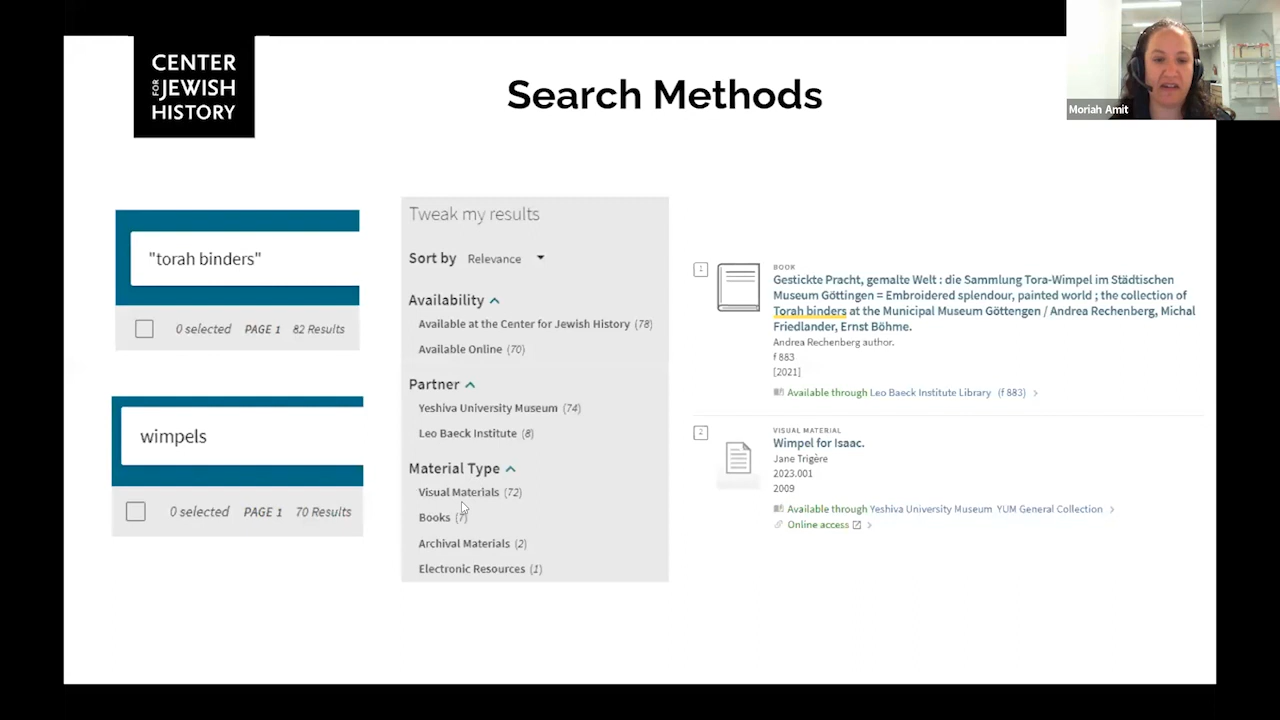 CENTER
FOR JEWISH
HISTORY
Search Methods
Moriah Amit
"torah binders"
0 selected PAGE 1 82 Results
wimpels
0 selected PAGE 1 70 Results
Tweak my results
Sort by Relevance
Availability
Available at the Center for Jewish History (78)
Available Online (70)
Partner
Yeshiva University Museum (74)
Leo Baeck Institute (8)
Material Type
Visual Materials (72)
Books (7)
Archival Materials (2)
Electronic Resources (1)
1
BOOK
Gestickte Pracht, gemalte Welt : die Sammlung Tora-Wimpel im Städtischen
Museum Göttingen = Embroidered splendour, painted world ; the collection of
Torah binders at the Municipal Museum Göttengen / Andrea Rechenberg, Michal
Friedlander, Ernst Böhme.
Andrea Rechenberg author.
f 883
[2021]
Available through Leo Baeck Institute Library (f 883)
2
VISUAL MATERIAL
Wimpel for Isaac.
Jane Trigère
2023.001
2009
Available through Yeshiva University Museum YUM General Collection
Online access